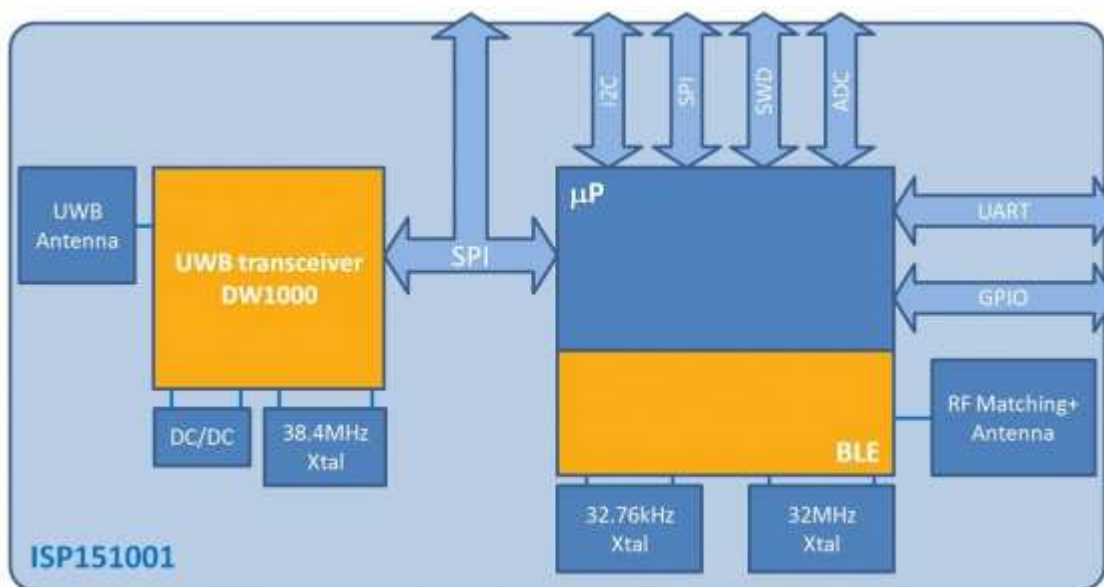 I2C
SPI
SWD
ADC
UWB
Antenna
UWB transceiver
DW1000
SPI
µP
UART
GPIO
DC/DC
38.4MHz
Xtal
BLE
RF Matching+
Antenna
32.76kHz
Xtal
32MHz
Xtal
ISP151001